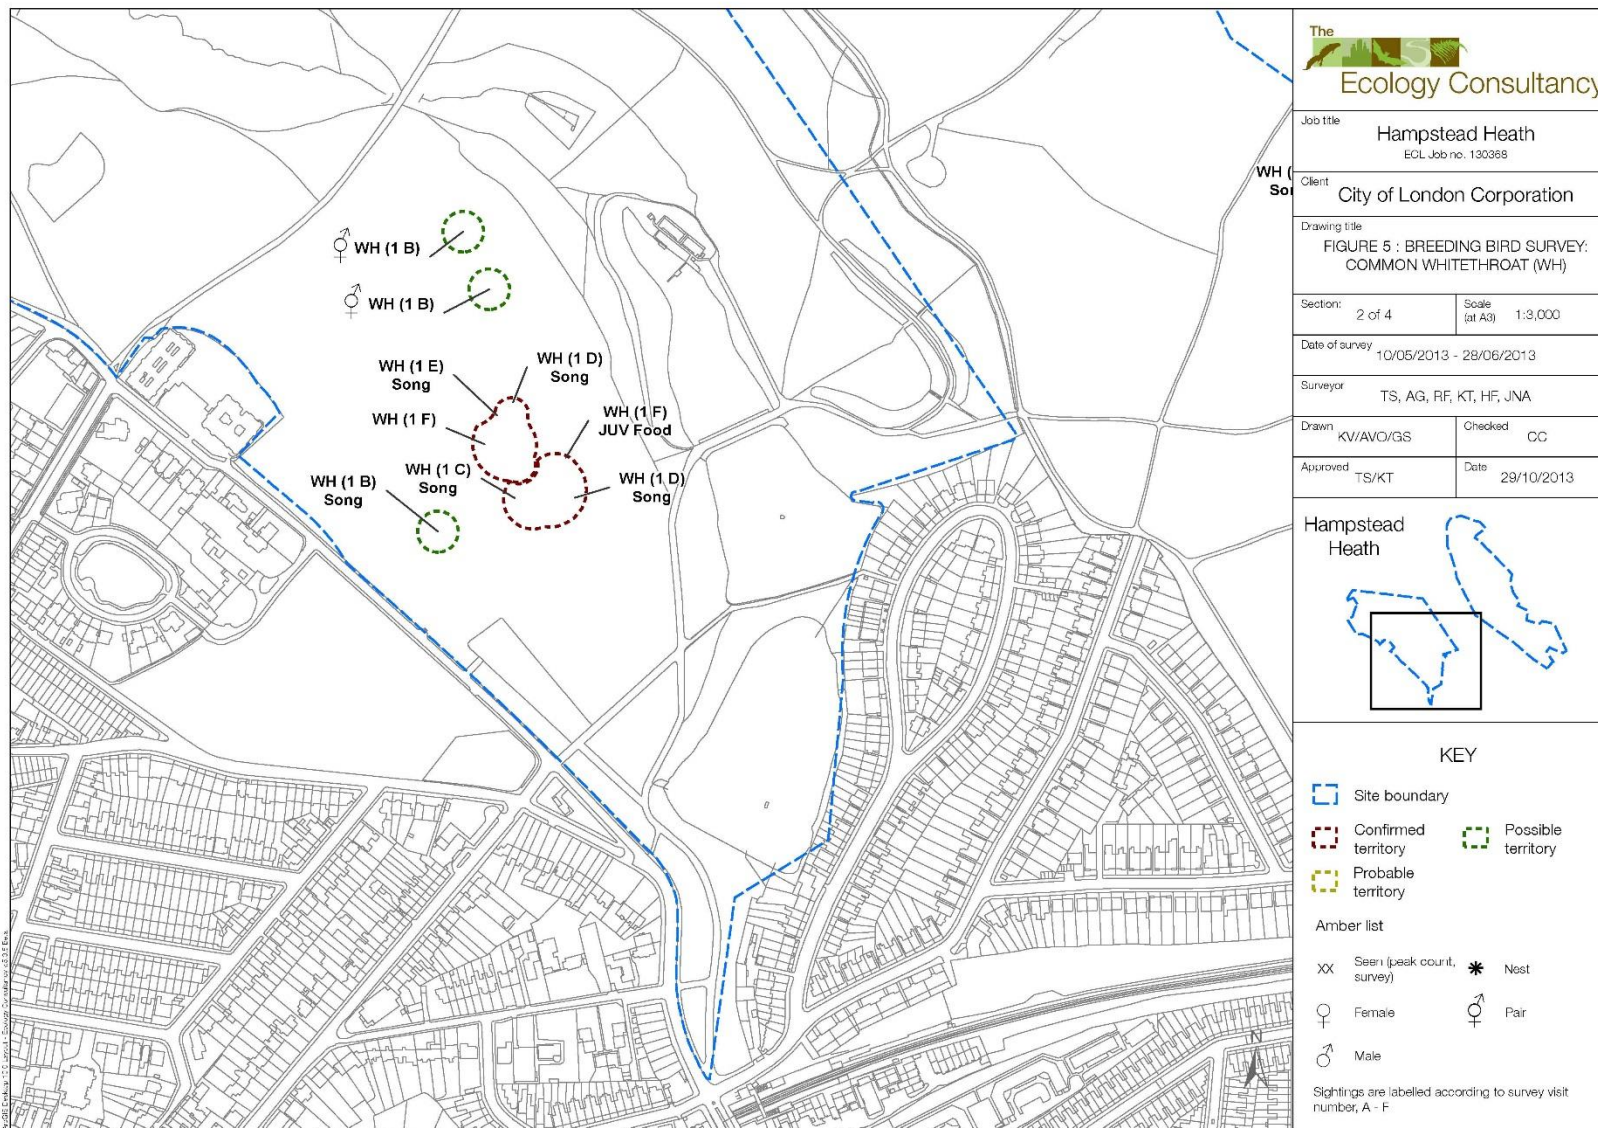 WH (
So
WH (1 B)
WH (1 B)
WH (1 E)
Song
WH (1 D)
Song
WH (1 F)
WH (1 F)
JUV Food
WH (1 C)
Song
WH (1 D)
Song
WH (1 B)
Song
N
The
Ecology Consultancy
Job title
Hampstead Heath
ECL Job no. 130368
Client
City of London Corporation
Drawing title
FIGURE 5 : BREEDING BIRD SURVEY:
COMMON WHITETHROAT (WH)
Section:
2 of 4
Scale
(at A3) 1:3,000
Date of survey
10/05/2013 - 28/06/2013
Surveyor
TS, AG, RF, KT, HF, JNA
Drawn
KV/AVO/GS
Checked
CC
Approved
TS/KT
Date
29/10/2013
Hampstead
Heath
KEY
Site boundary
Confirmed
territory
Possible
territory
Probable
territory
Amber list
XX
Seen (peak count,
survey)
Nest
Female
Pair
Male
Sightings are labelled according to survey visit
number, A - F